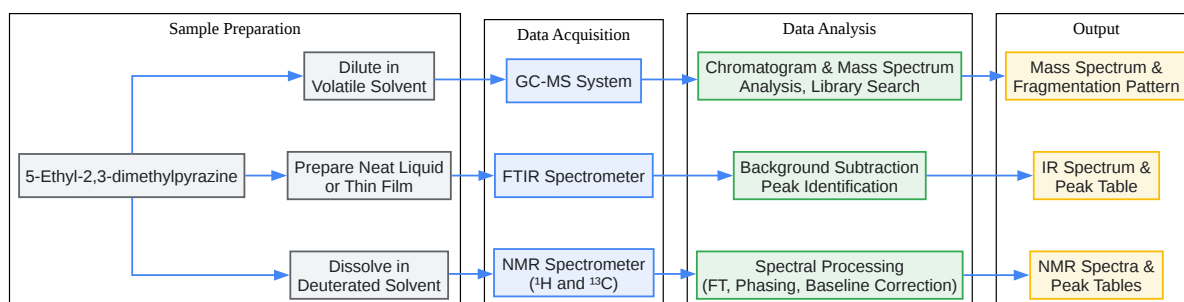 Sample Preparation
Data Acquisition
Data Analysis
Output
Dilute in
Volatile Solvent
GC-MS System
Chromatogram & Mass Spectrum
Analysis, Library Search
Mass Spectrum &
Fragmentation Pattern
5-Ethyl-2,3-dimethylpyrazine
Prepare Neat Liquid
or Thin Film
FTIR Spectrometer
Background Subtraction
Peak Identification
IR Spectrum &
Peak Table
Dissolve in
Deuterated Solvent
NMR Spectrometer
(¹H and ¹³C)
Spectral Processing
(FT, Phasing, Baseline Correction)
NMR Spectra &
Peak Tables